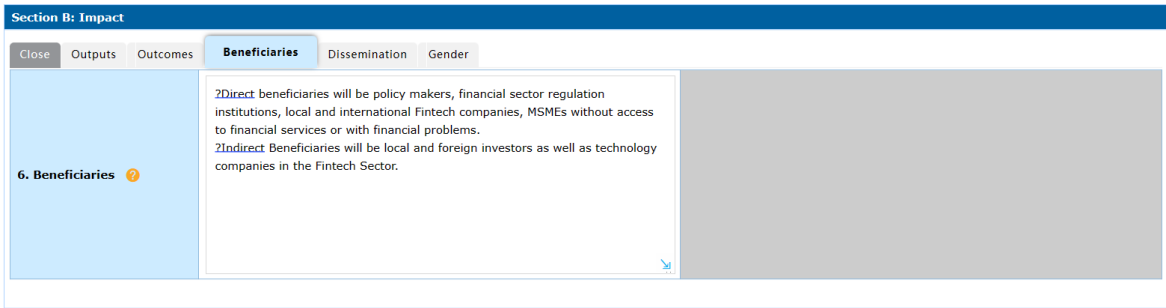 Section B: Impact
Close Outputs Outcomes Beneficiaries Dissemination Gender
6. Beneficiaries ?
?Direct beneficiaries will be policy makers, financial sector regulation
institutions, local and international Fintech companies, MSMEs without access
to financial services or with financial problems.
?Indirect Beneficiaries will be local and foreign investors as well as technology
companies in the Fintech Sector.